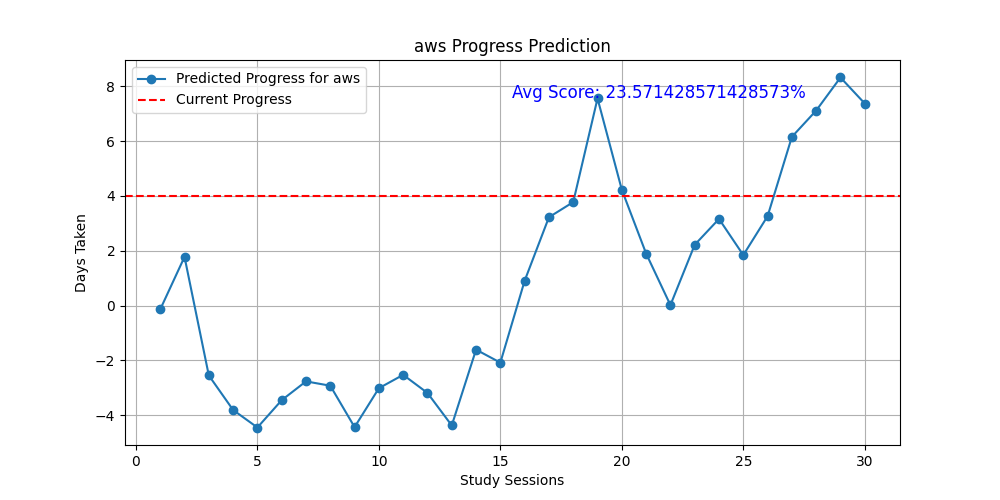 aws Progress Prediction
Predicted Progress for aws
Current Progress
Avg Score: 23.571428571428573%
Days Taken
8
6
4
2
0
−2
−4
0 5 10 15 20 25 30
Study Sessions